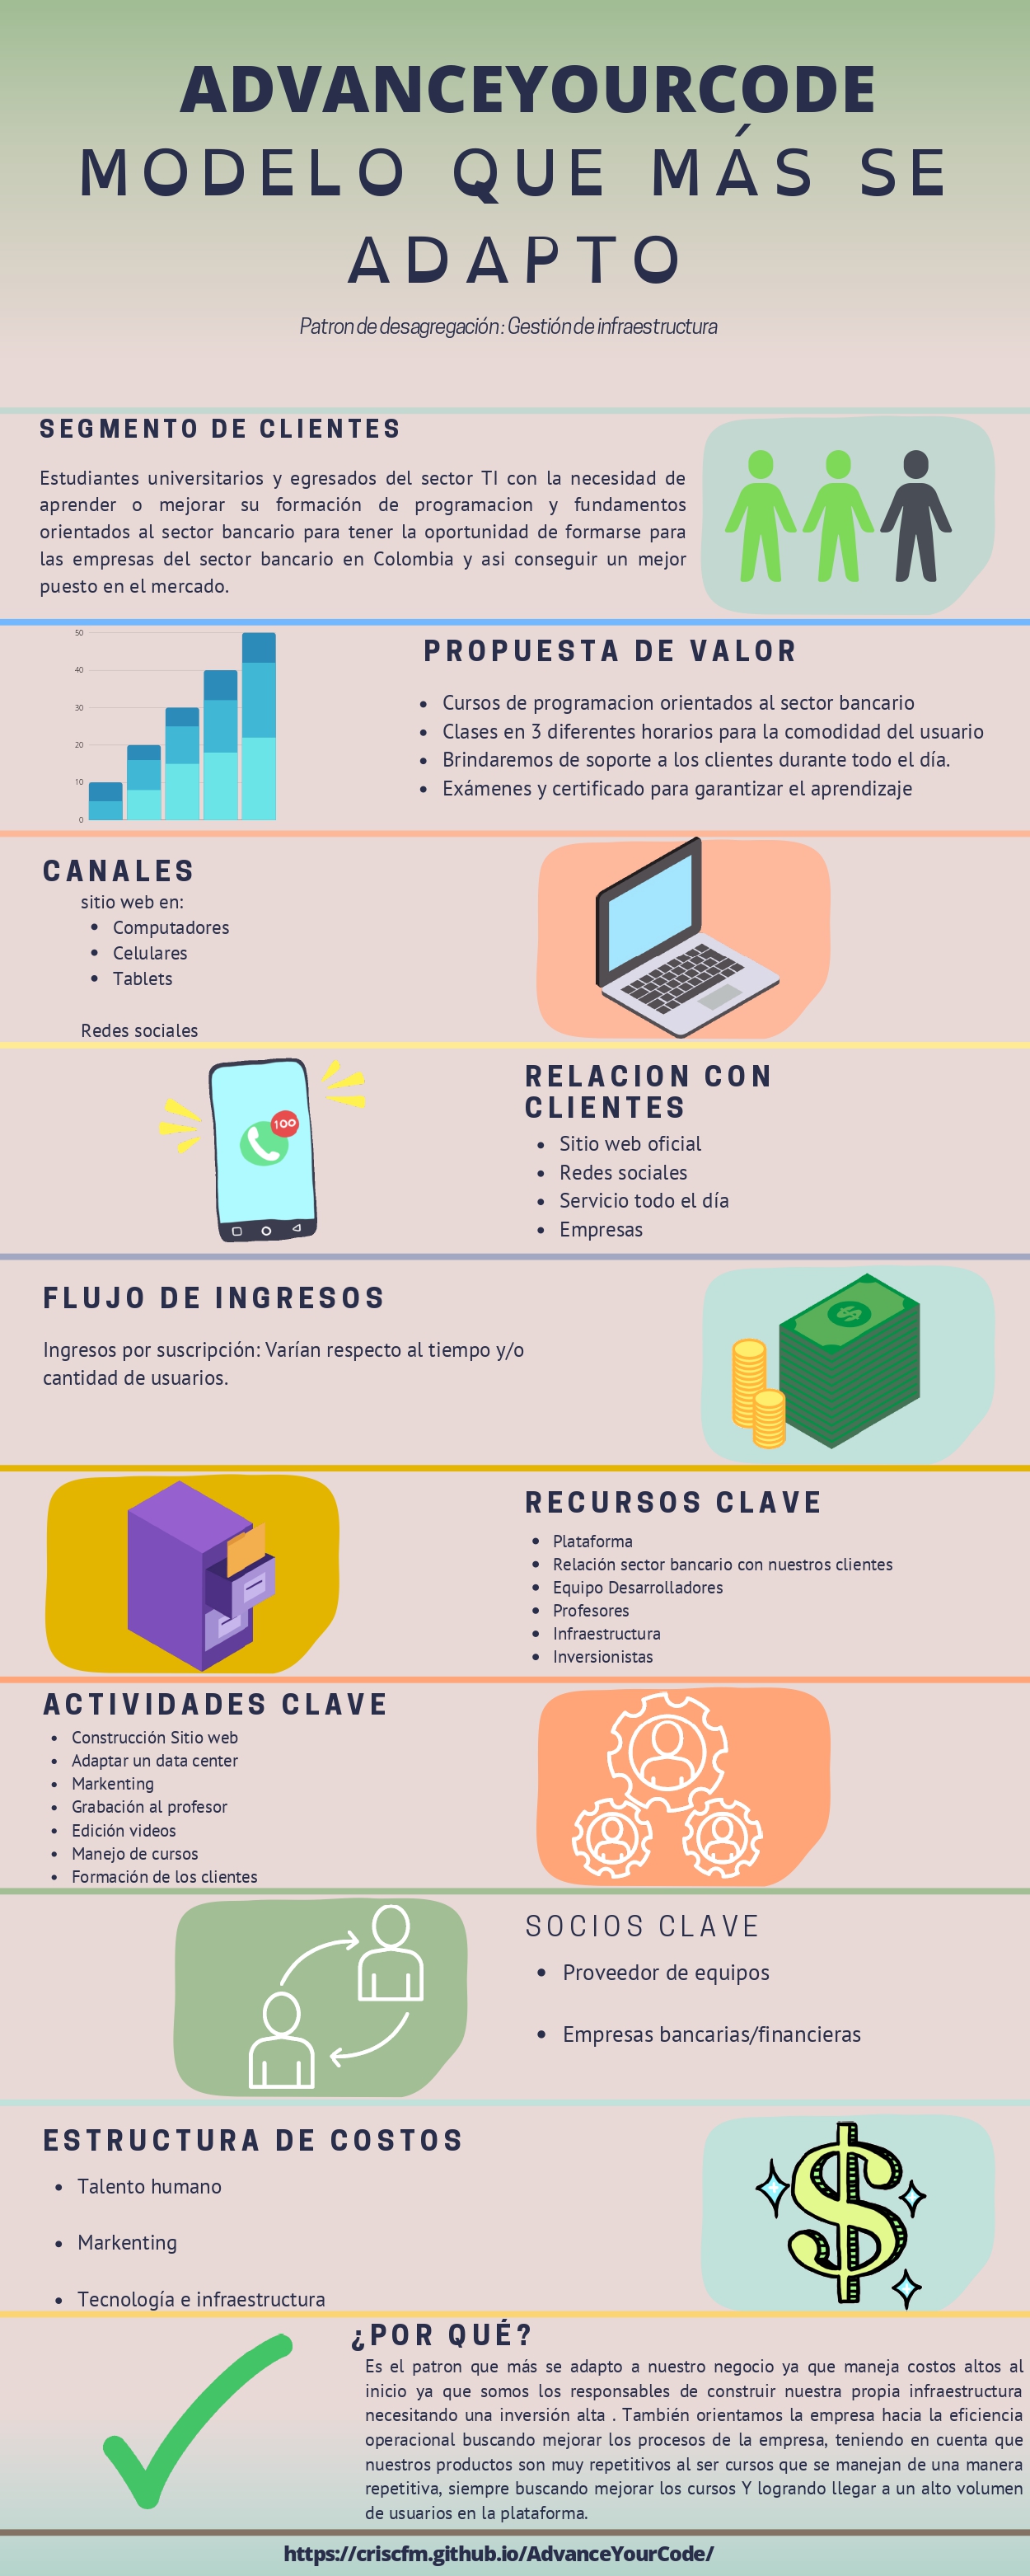 ADVANCEYOURCODE
MODELO QUE MÁS SE
ADAPTO
Patron de desagregación: Gestión de infraestructura
SEGMENTO DE CLIENTES
Estudiantes universitarios y egresados del sector TI con la necesidad de
aprender o mejorar su formación de programacion y fundamentos
orientados al sector bancario para tener la oportunidad de formarse para
las empresas del sector bancario en Colombia y asi conseguir un mejor
puesto en el mercado.
50
40
30
20
10
0
PROPUESTA DE VALOR
• Cursos de programacion orientados al sector bancario
• Clases en 3 diferentes horarios para la comodidad del usuario
• Brindaremos de soporte a los clientes durante todo el día.
• Exámenes y certificado para garantizar el aprendizaje
CANALES
sitio web en:
• Computadores
• Celulares
• Tablets
Redes sociales
100
RELACION CON
CLIENTES
• Sitio web oficial
• Redes sociales
• Servicio todo el día
• Empresas
FLUJO DE INGRESOS
Ingresos por suscripción: Varían respecto al tiempo y/o
cantidad de usuarios.
$
RECURSOS CLAVE
• Plataforma
• Relación sector bancario con nuestros clientes
• Equipo Desarrolladores
• Profesores
• Infraestructura
• Inversionistas
ACTIVIDADES CLAVE
• Construcción Sitio web
• Adaptar un data center
• Markenting
• Grabación al profesor
• Edición videos
• Manejo de cursos
• Formación de los clientes
SOCIOS CLAVE
• Proveedor de equipos
• Empresas bancarias/financieras
ESTRUCTURA DE COSTOS
• Talento humano
• Markenting
• Tecnología e infraestructura
$
¿POR QUÉ?
Es el patron que más se adapto a nuestro negocio ya que maneja costos altos al
inicio ya que somos los responsables de construir nuestra propia infraestructura
necesitando una inversión alta . También orientamos la empresa hacia la eficiencia
operacional buscando mejorar los procesos de la empresa, teniendo en cuenta que
nuestros productos son muy repetitivos al ser cursos que se manejan de una manera
repetitiva, siempre buscando mejorar los cursos Y logrando llegar a un alto volumen
de usuarios en la plataforma.
https://criscfm.github.io/AdvanceYourCode/